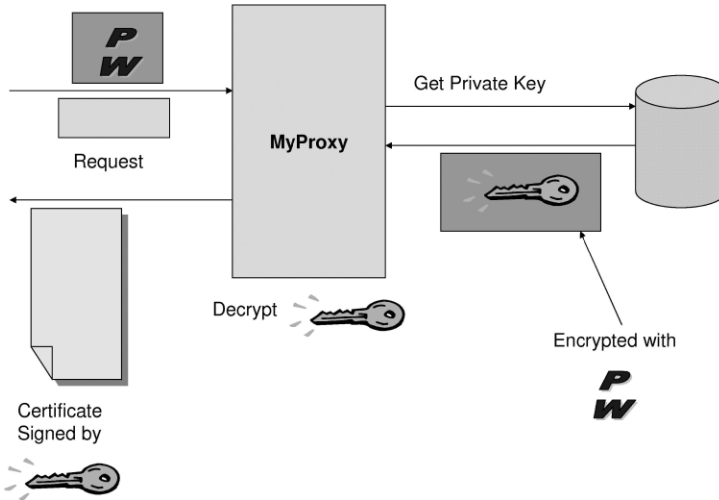 P
W
Request
MyProxy
Get Private Key
Decrypt
Encrypted with
P
W
Certificate
Signed by